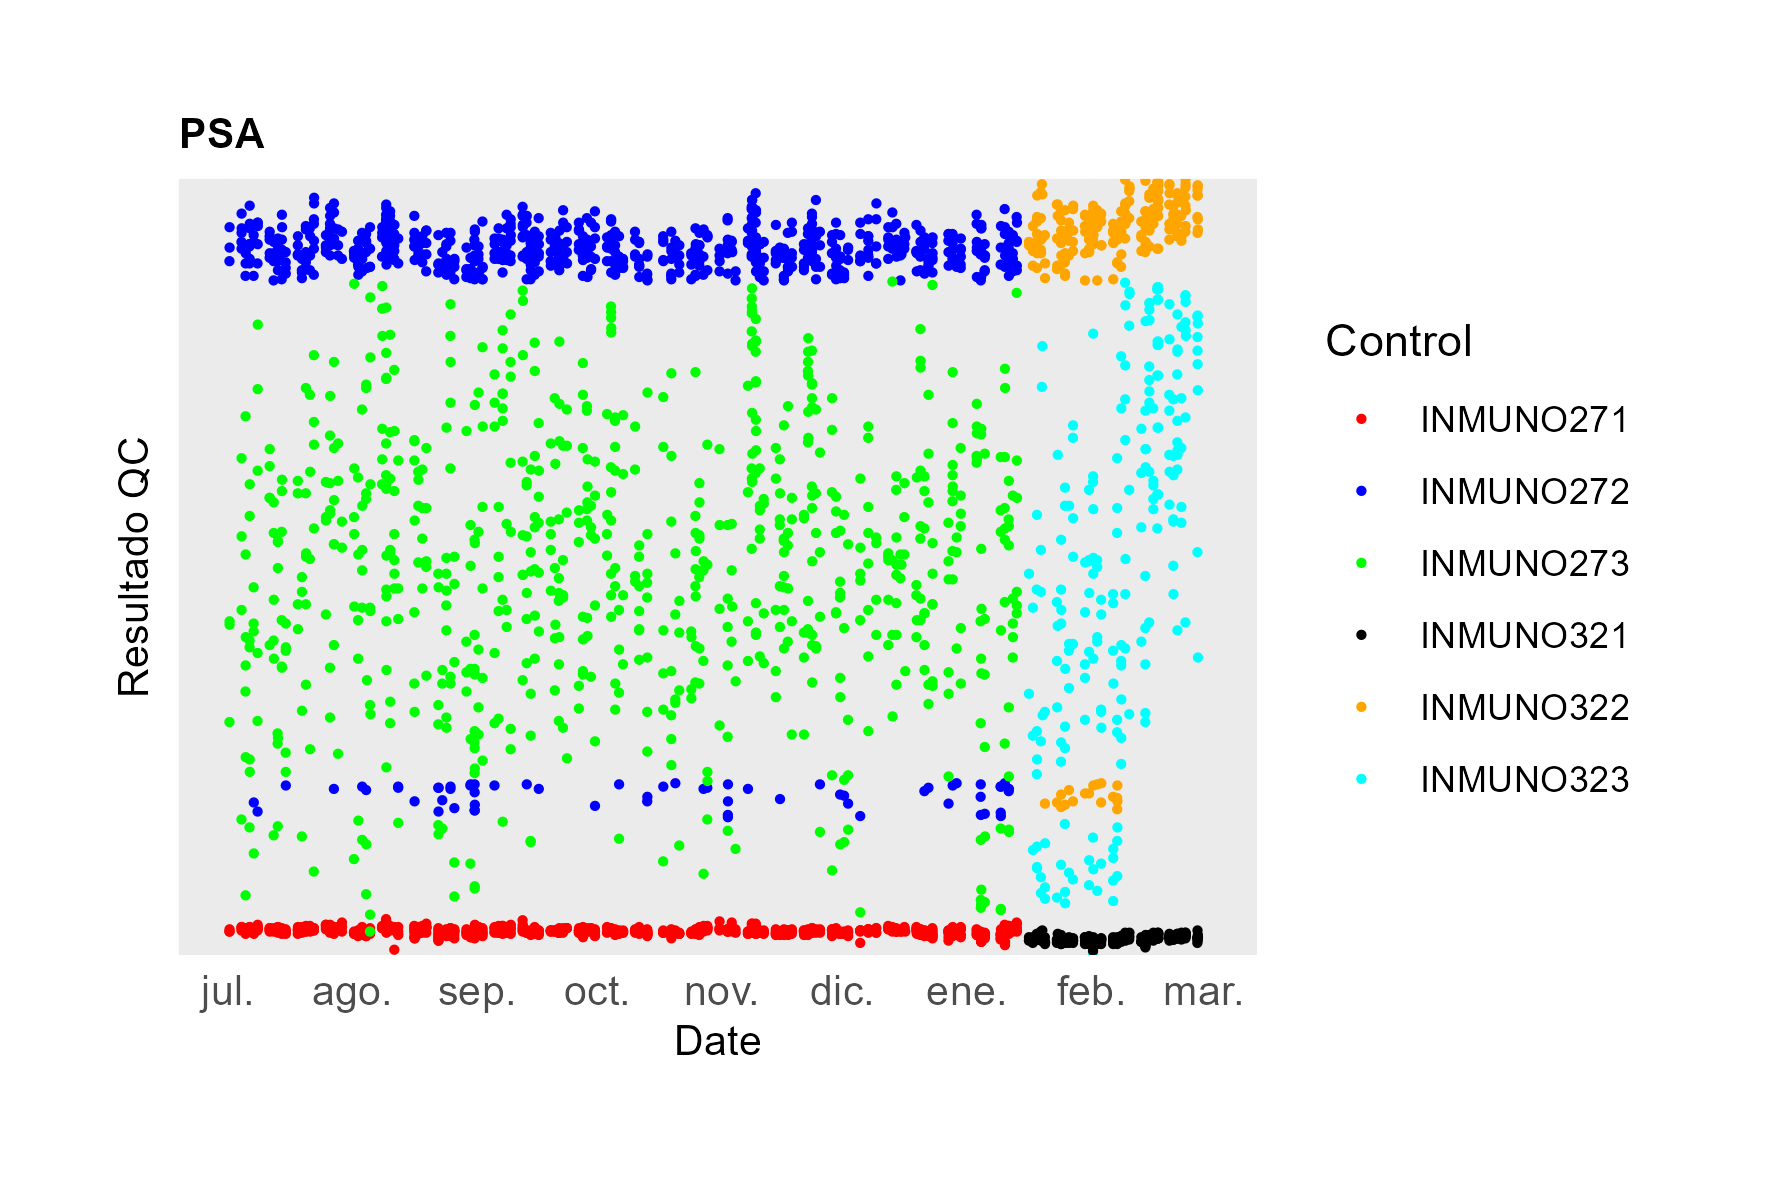 PSA
Resultado QC
jul. ago. sep. oct. nov. dic. ene. feb. mar.
Date
Control
INMUNO271
INMUNO272
INMUNO273
INMUNO321
INMUNO322
INMUNO323